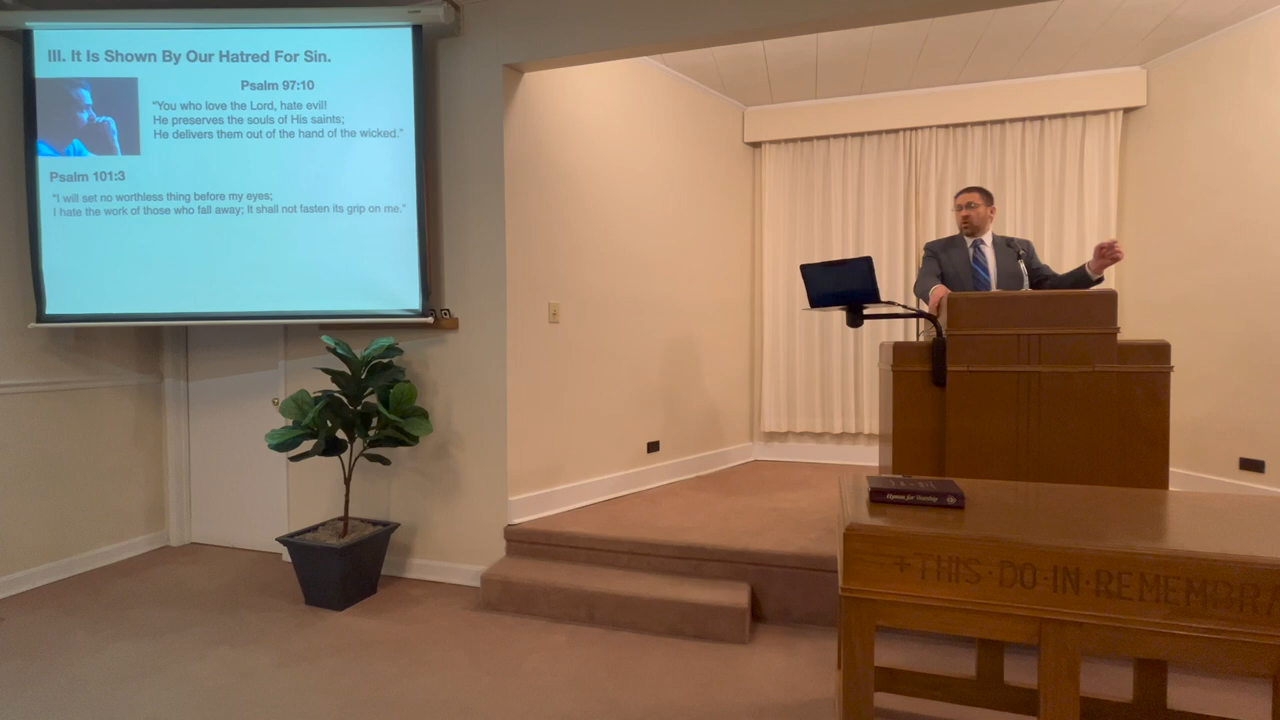 III. It Is Shown By Our Hatred For Sin.
Psalm 97:10
“You who love the Lord, hate evil!
He preserves the souls of His saints;
He delivers them out of the hand of the wicked.”
Psalm 101:3
“I will set no worthless thing before my eyes;
I hate the work of those who fall away; It shall not fasten its grip on me.”
Hymns for Worship
+THIS·DO·IN·REMEMBRA